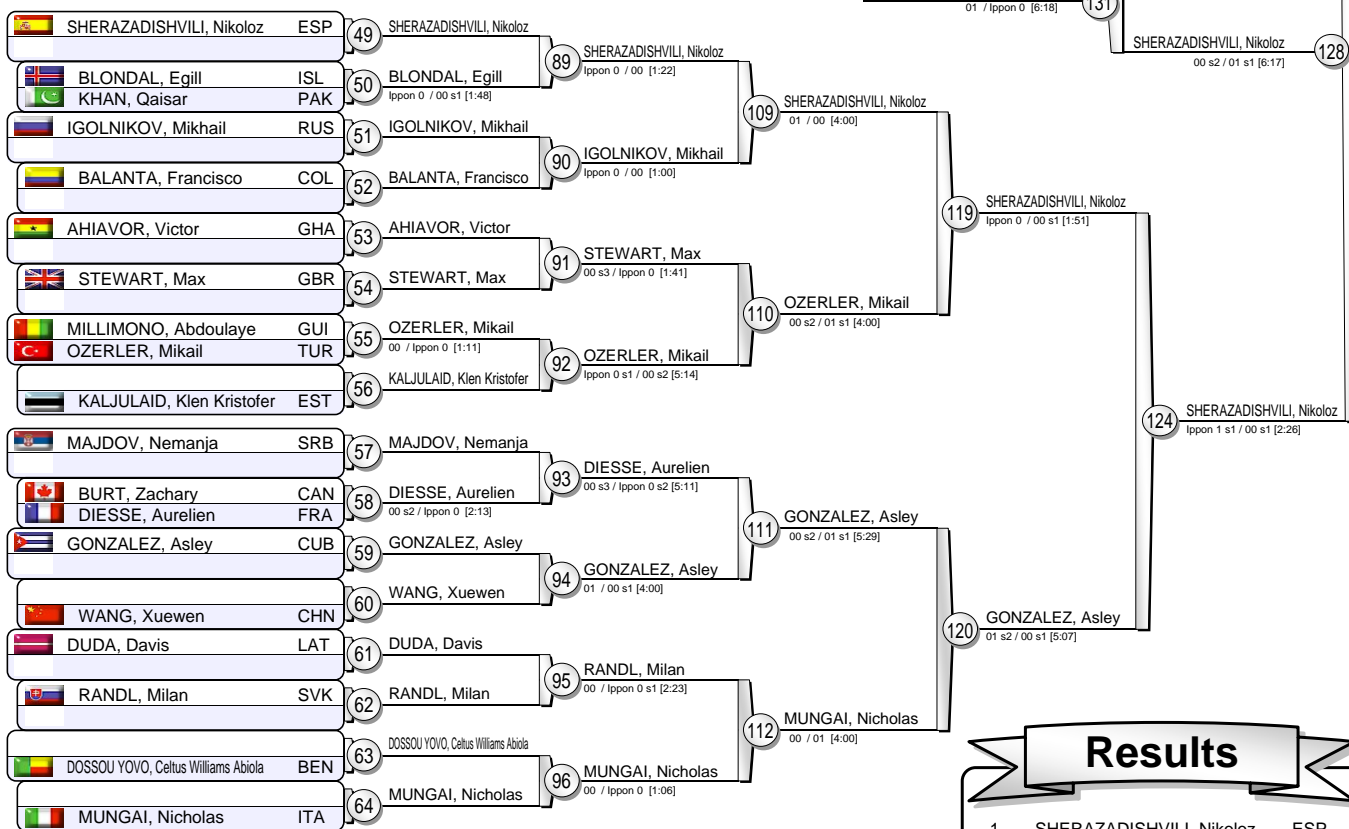 01 / Ippon 0 [6:18]
131
SHERAZADISHVILI, Nikoloz
00 s2 / 01 s1 [6:17]
128
SHERAZADISHVILI, Nikoloz ESP
49
SHERAZADISHVILI, Nikoloz
89
SHERAZADISHVILI, Nikoloz
Ippon 0 / 00 [1:22]
BLONDAL, Egill ISL
KHAN, Qaisar PAK
50
BLONDAL, Egill
Ippon 0 / 00 s1 [1:48]
109
SHERAZADISHVILI, Nikoloz
01 / 00 [4:00]
IGOLNIKOV, Mikhail RUS
51
IGOLNIKOV, Mikhail
90
IGOLNIKOV, Mikhail
Ippon 0 / 00 [1:00]
BALANTA, Francisco COL
52
BALANTA, Francisco
119
SHERAZADISHVILI, Nikoloz
Ippon 0 / 00 s1 [1:51]
AHIAVOR, Victor GHA
53
AHIAVOR, Victor
91
STEWART, Max
00 s3 / Ippon 0 [1:41]
STEWART, Max GBR
54
STEWART, Max
110
OZERLER, Mikail
00 s2 / 01 s1 [4:00]
MILLIMONO, Abdoulaye GUI
OZERLER, Mikail TUR
55
OZERLER, Mikail
00 / Ippon 0 [1:11]
92
OZERLER, Mikail
Ippon 0 s1 / 00 s2 [5:14]
KALJULAID, Klen Kristofer EST
56
KALJULAID, Klen Kristofer
124
SHERAZADISHVILI, Nikoloz
Ippon 1 s1 / 00 s1 [2:26]
MAJDOV, Nemanja SRB
57
MAJDOV, Nemanja
93
DIESSE, Aurelien
00 s3 / Ippon 0 s2 [5:11]
BURT, Zachary CAN
DIESSE, Aurelien FRA
58
DIESSE, Aurelien
00 s2 / Ippon 0 [2:13]
111
GONZALEZ, Asley
00 s2 / 01 s1 [5:29]
GONZALEZ, Asley CUB
59
GONZALEZ, Asley
94
GONZALEZ, Asley
01 / 00 s1 [4:00]
WANG, Xuewen CHN
60
WANG, Xuewen
120
GONZALEZ, Asley
01 s2 / 00 s1 [5:07]
DUDA, Davis LAT
61
DUDA, Davis
95
RANDL, Milan
00 / Ippon 0 s1 [2:23]
RANDL, Milan SVK
62
RANDL, Milan
112
MUNGAI, Nicholas
00 / 01 [4:00]
DOSSOU YOVO, Celtus Williams Abiola BEN
63
DOSSOU YOVO, Celtus Williams Abiola
96
MUNGAI, Nicholas
00 / Ippon 0 [1:06]
MUNGAI, Nicholas ITA
64
MUNGAI, Nicholas
Results
1 SHERAZADISHVILI, Nikoloz ESP